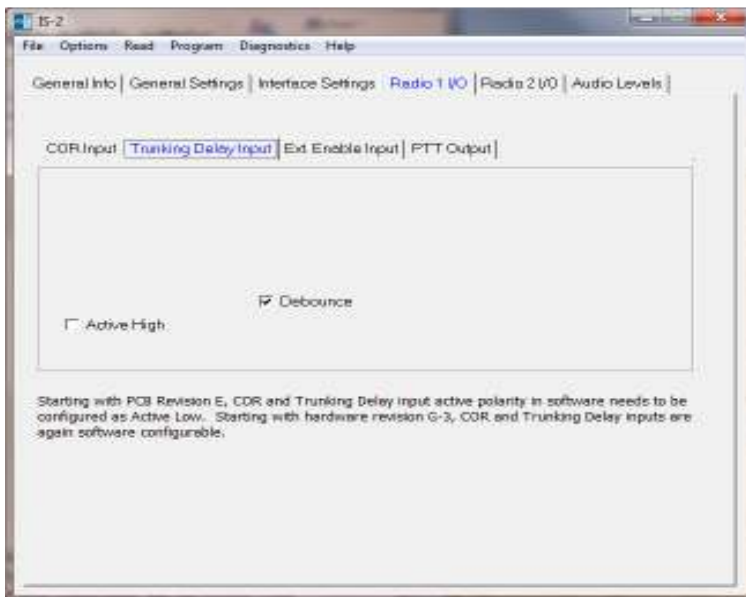 IS-2
File Options Read Program Diagnostics Help
General Info General Settings Interface Settings Radio 1 I/O Radio 2 I/O Audio Levels
COR Input Trunking Delay Input Ext Enable Input PTT Output
Debounce
Active High
Starting with PCB Revision E, COR and Trunking Delay input active polarity in software needs to be
configured as Active Low. Starting with hardware revision G-3, COR and Trunking Delay inputs are
again software configurable.